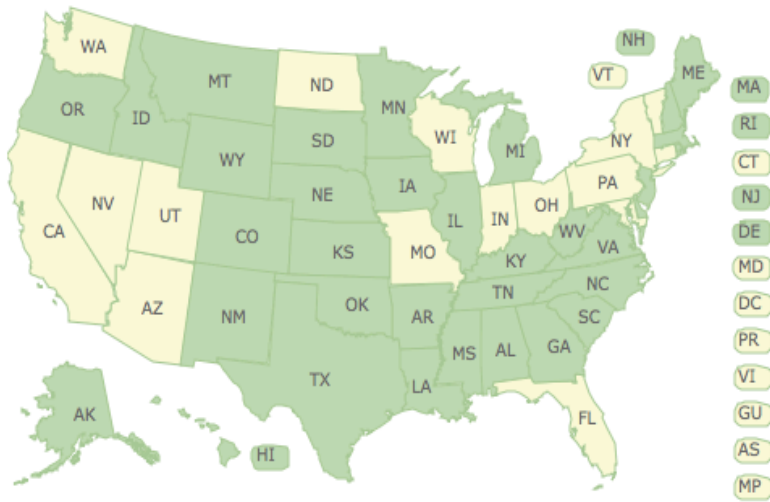 NH
WA
ME
MT
ND
VT
MA
OR
MN
ID
WI
SD
NY
RI
WY
MI
CT
IA
PA
NE
NJ
NV
OH
UT
IL
IN
CA
WV
DE
CO
VA
KS
MO
KY
MD
NC
TN
DC
AZ
OK
NM
AR
SC
PR
MS
AL
GA
TX
VI
LA
AK
FL
GU
HI
AS
MP